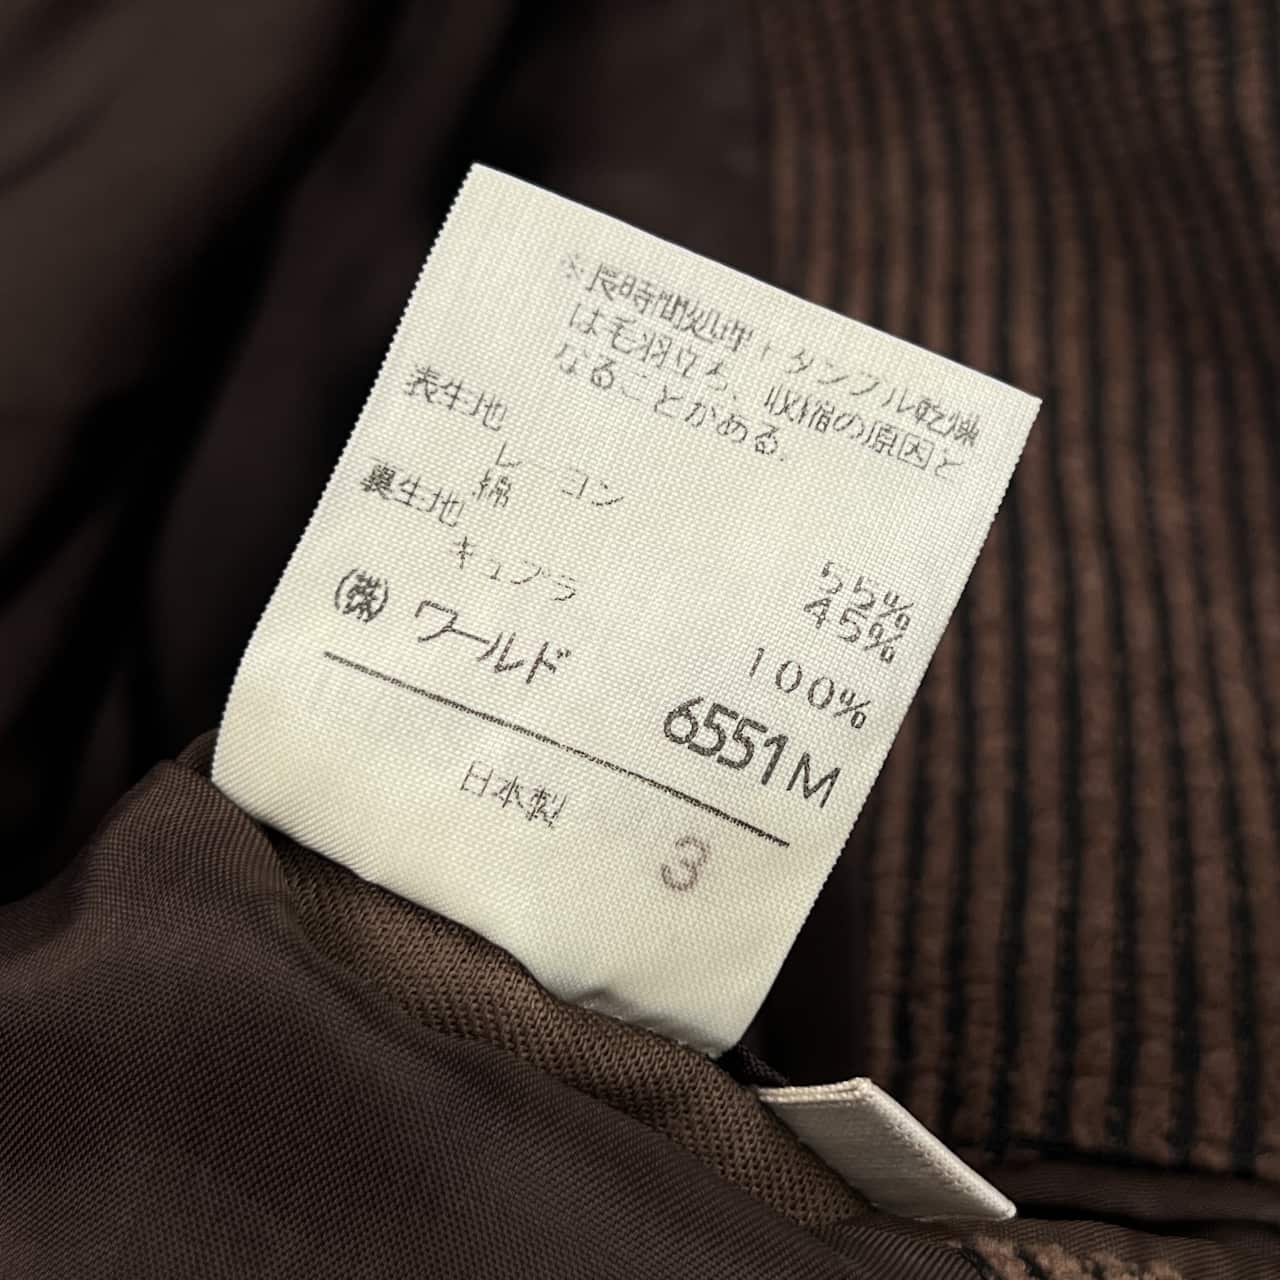 ※長時間処理・タンブル乾燥
は毛羽立ち、収縮の原因と
なることがある.
表生地
レーヨン 55%
綿 45%
裏生地
キュプラ 100%
(株)ワールド 6551M
日本製 3